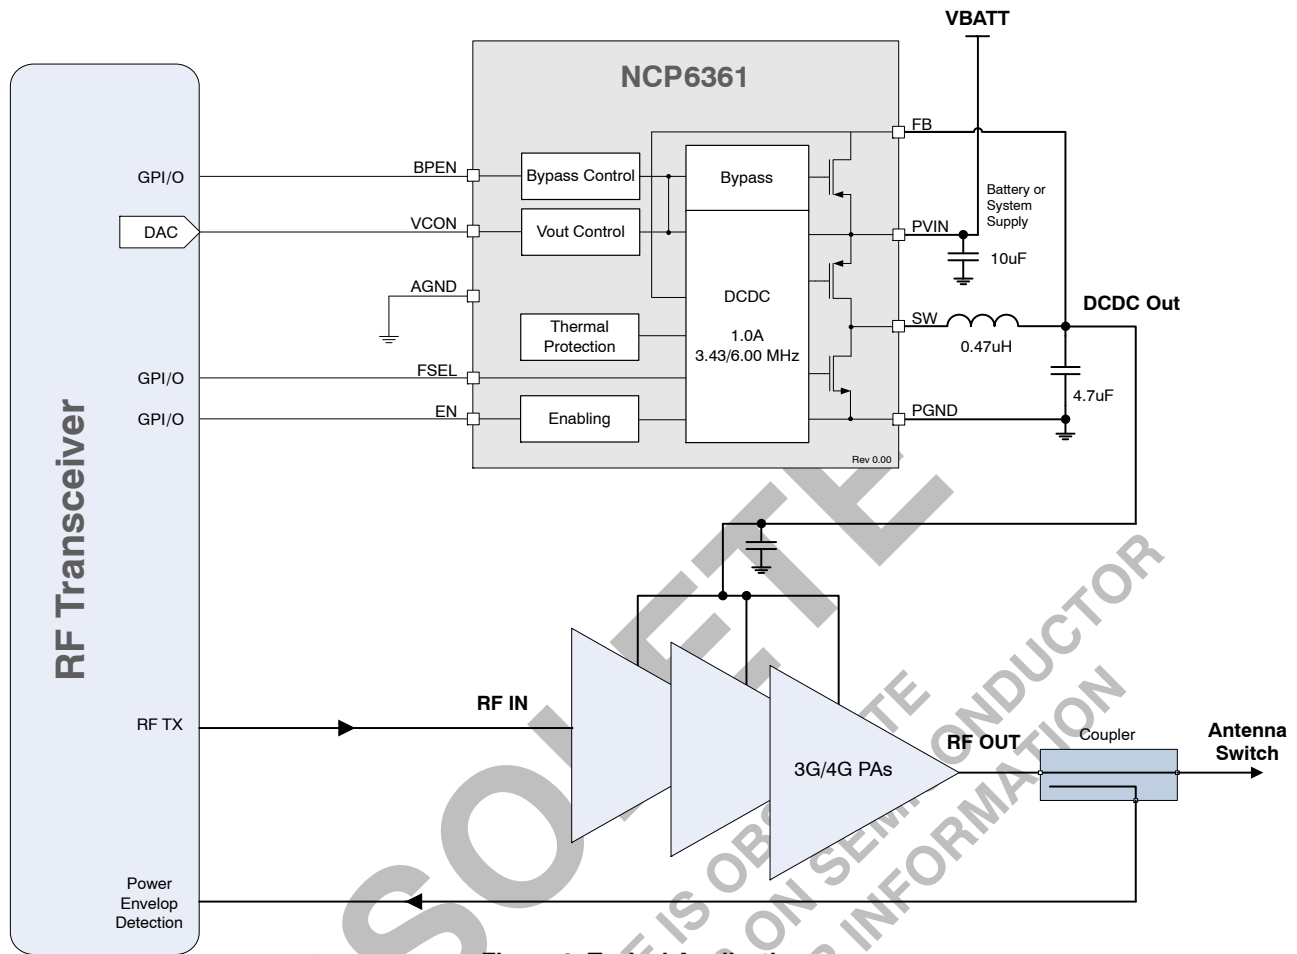 VBATT
NCP6361
FB
GPI/O
BPEN
Bypass Control
Bypass
Battery or
System
Supply
DAC
VCON
Vout Control
PVIN
10uF
AGND
DCDC
1.0A
3.43/6.00 MHz
SW
DCDC Out
0.47uH
Thermal
Protection
GPI/O
FSEL
4.7uF
GPI/O
EN
Enabling
PGND
Rev 0.00
RF Transceiver
RF TX
RF IN
3G/4G PAs
RF OUT
Coupler
Antenna
Switch
Power
Envelop
Detection